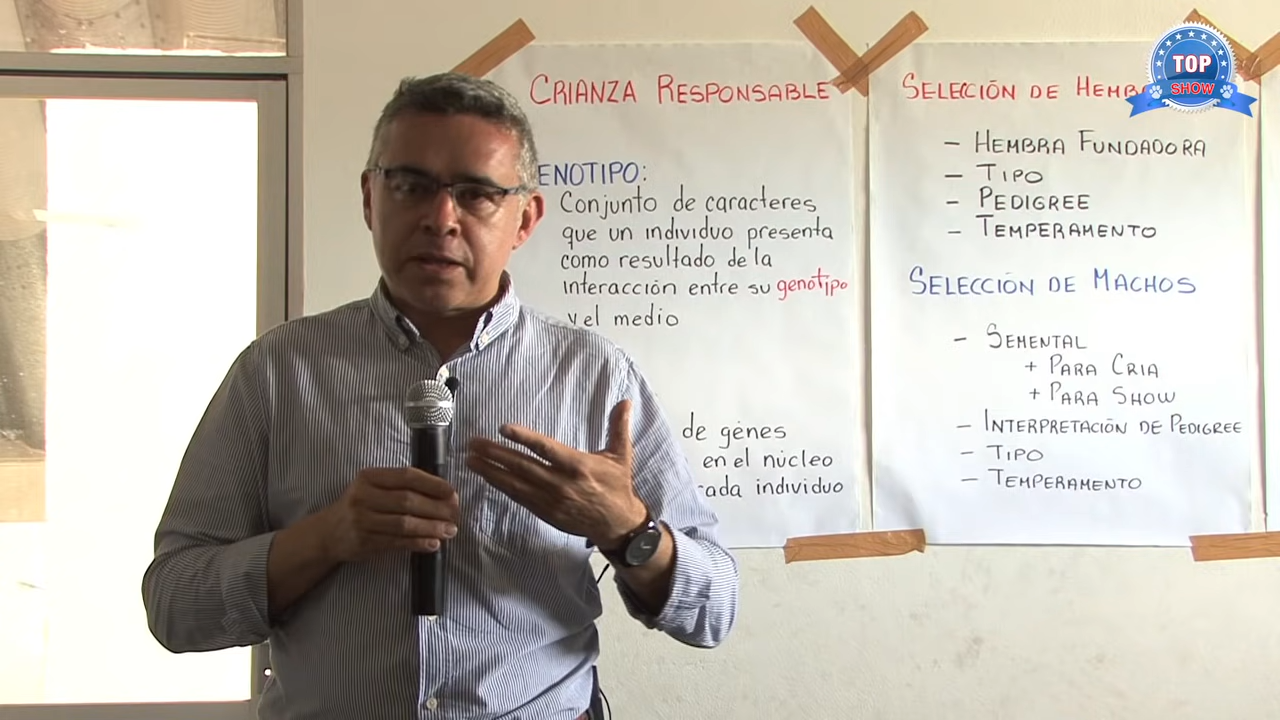 CRIANZA RESPONSABLE
ENOTIPO:
Conjunto de caracteres
que un individuo presenta
como resultado de la
interacción entre su genotipo
y el medio
de genes
en el núcleo
cada individuo
SELECCIÓN DE HEMB
- HEMBRA FUNDADORA
- TIPO
- PEDIGREE
- TEMPERAMENTO
SELECCIÓN DE MACHOS
- SEMENTAL
+ PARA CRIA
+ PARA SHOW
- INTERPRETACIÓN DE PEDIGREE
- TIPO
- TEMPERAMENTO
TOP
SHOW